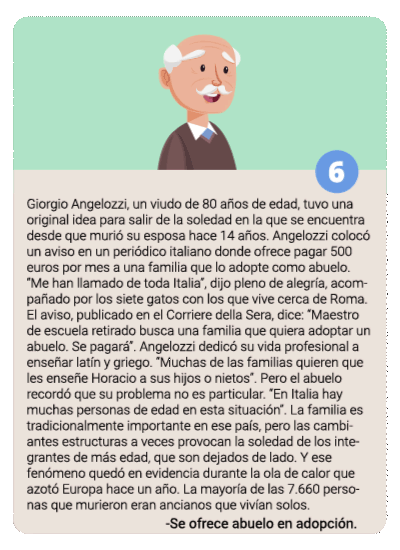 6
Giorgio Angelozzi, un viudo de 80 años de edad, tuvo una
original idea para salir de la soledad en la que se encuentra
desde que murió su esposa hace 14 años. Angelozzi colocó
un aviso en un periódico italiano donde ofrece pagar 500
euros por mes a una familia que lo adopte como abuelo.
“Me han llamado de toda Italia”, dijo pleno de alegría, acom-
pañado por los siete gatos con los que vive cerca de Roma.
El aviso, publicado en el Corriere della Sera, dice: “Maestro
de escuela retirado busca una familia que quiera adoptar un
abuelo. Se pagará”. Angelozzi dedicó su vida profesional a
enseñar latín y griego. “Muchas de las familias quieren que
les enseñe Horacio a sus hijos o nietos”. Pero el abuelo
recordó que su problema no es particular. “En Italia hay
muchas personas de edad en esta situación”. La familia es
tradicionalmente importante en ese país, pero las cambi-
antes estructuras a veces provocan la soledad de los inte-
grantes de más edad, que son dejados de lado. Y ese
fenómeno quedó en evidencia durante la ola de calor que
azotó Europa hace un año. La mayoría de las 7.660 perso-
nas que murieron eran ancianos que vivían solos.
-Se ofrece abuelo en adopción.